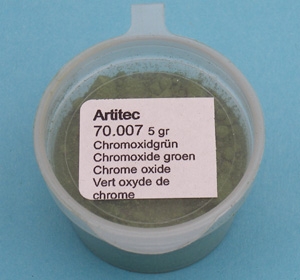 Artitec
70.007 5 gr
Chromoxidgrün
Chromoxide groen
Chrome oxide
Vert oxyde de
chrome